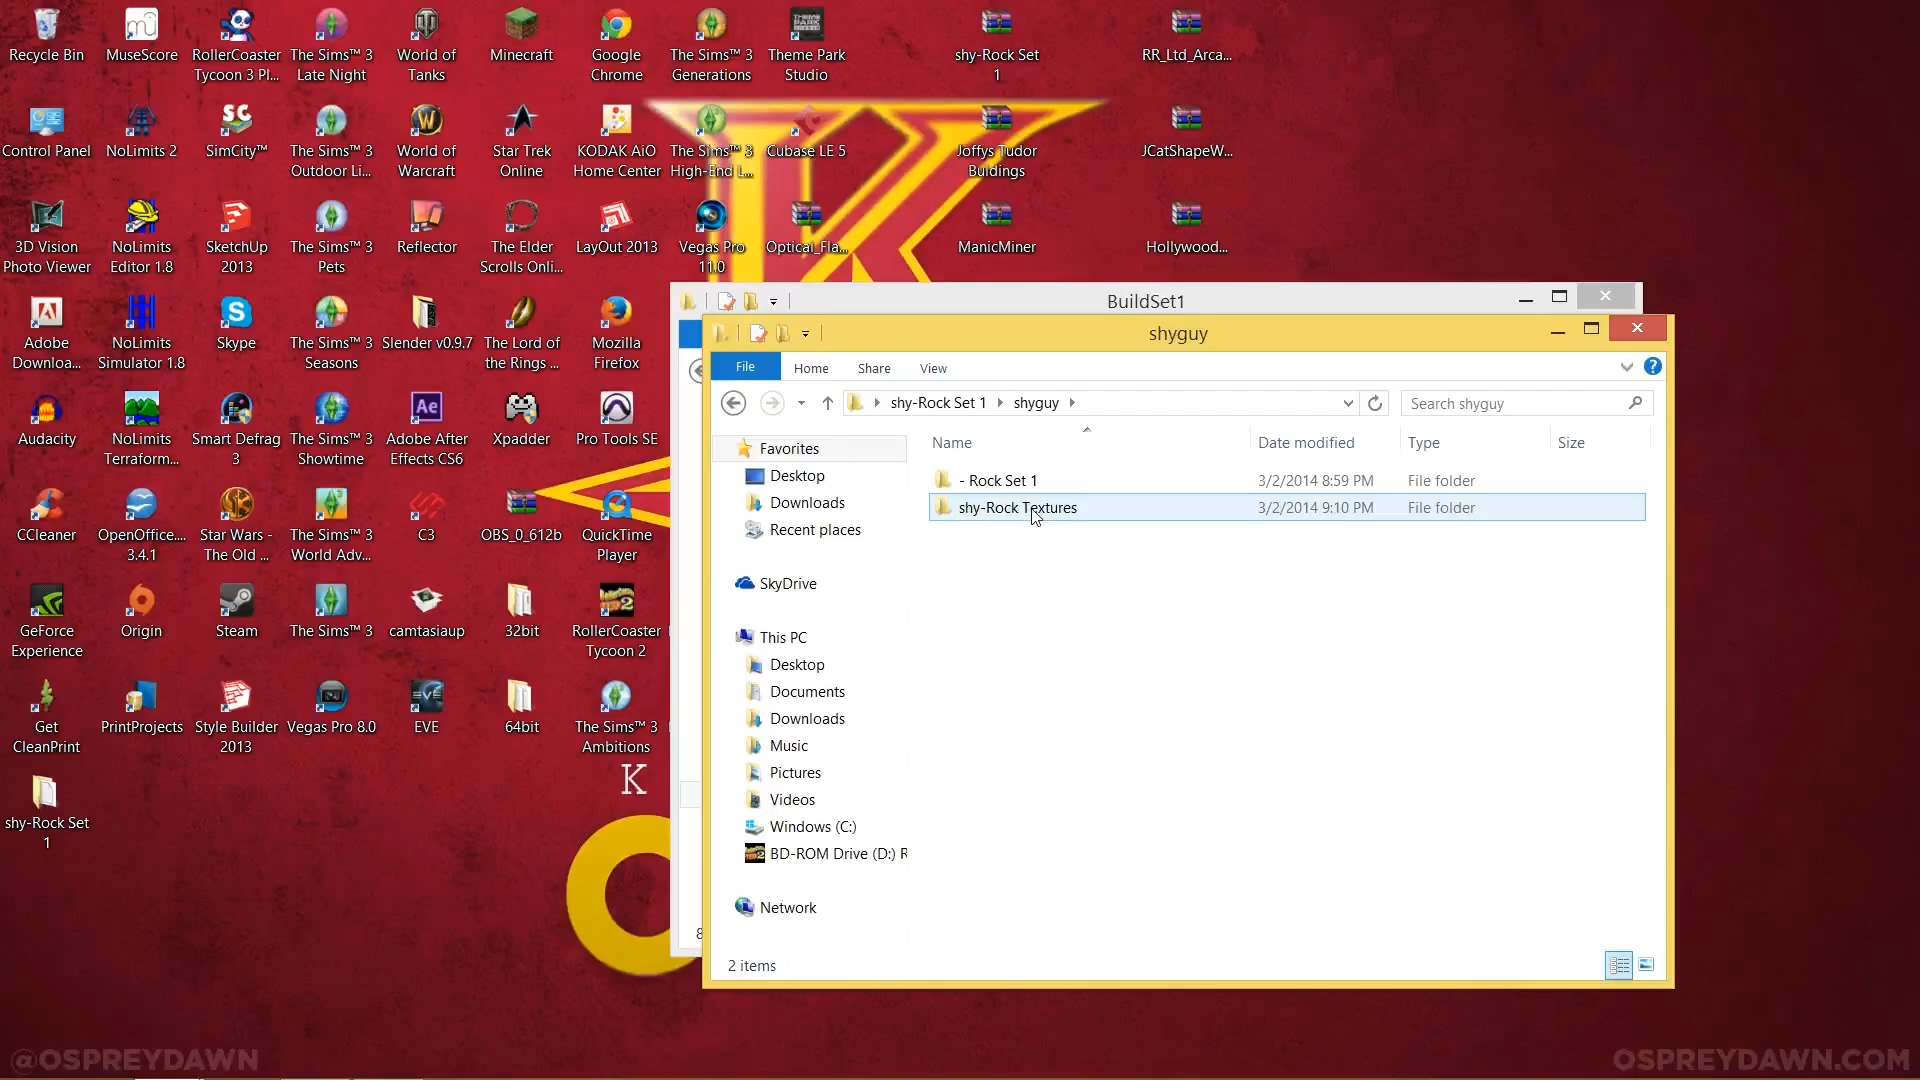 Recycle Bin
MuseScore
RollerCoaster
Tycoon 3 Pl...
The Sims™ 3
Late Night
World of
Tanks
Minecraft
Google
Chrome
The Sims™ 3
Generations
Theme Park
Studio
shy-Rock Set
1
RR_Ltd_Arca...
Control Panel
NoLimits 2
SimCity™
The Sims™ 3
Outdoor Li...
World of
Warcraft
Star Trek
Online
KODAK AiO
Home Center
The Sims™ 3
High-End L...
Cubase LE 5
Joffys Tudor
Buldings
JCatShapeW...
3D Vision
Photo Viewer
NoLimits
Editor 1.8
SketchUp
2013
The Sims™ 3
Pets
Reflector
The Elder
Scrolls Onli...
LayOut 2013
Vegas Pro
11.0
Optical_Fla...
ManicMiner
Hollywood...
Adobe
Downloa...
NoLimits
Simulator 1.8
Skype
The Sims™ 3
Seasons
Slender v0.9.7
The Lord of
the Rings ...
Mozilla
Firefox
Audacity
NoLimits
Terraform...
Smart Defrag
3
The Sims™ 3
Showtime
Adobe After
Effects CS6
Xpadder
Pro Tools SE
CCleaner
OpenOffice....
3.4.1
Star Wars -
The Old ...
The Sims™ 3
World Adv...
C3
OBS_0_612b
QuickTime
Player
GeForce
Experience
Origin
Steam
The Sims™ 3
camtasiaup
32bit
RollerCoaster
Tycoon 2
Get
CleanPrint
PrintProjects
Style Builder
2013
Vegas Pro 8.0
EVE
64bit
The Sims™ 3
Ambitions
shy-Rock Set
1
K
BuildSet1
shyguy
File
Home
Share
View
shy-Rock Set 1
shyguy
Search shyguy
Name
Date modified
Type
Size
- Rock Set 1
3/2/2014 8:59 PM
File folder
shy-Rock Textures
3/2/2014 9:10 PM
File folder
Favorites
Desktop
Downloads
Recent places
SkyDrive
This PC
Desktop
Documents
Downloads
Music
Pictures
Videos
Windows (C:)
BD-ROM Drive (D:) R
Network
8
2 items
@OSPREYDAWN
OSPREYDAWN.COM